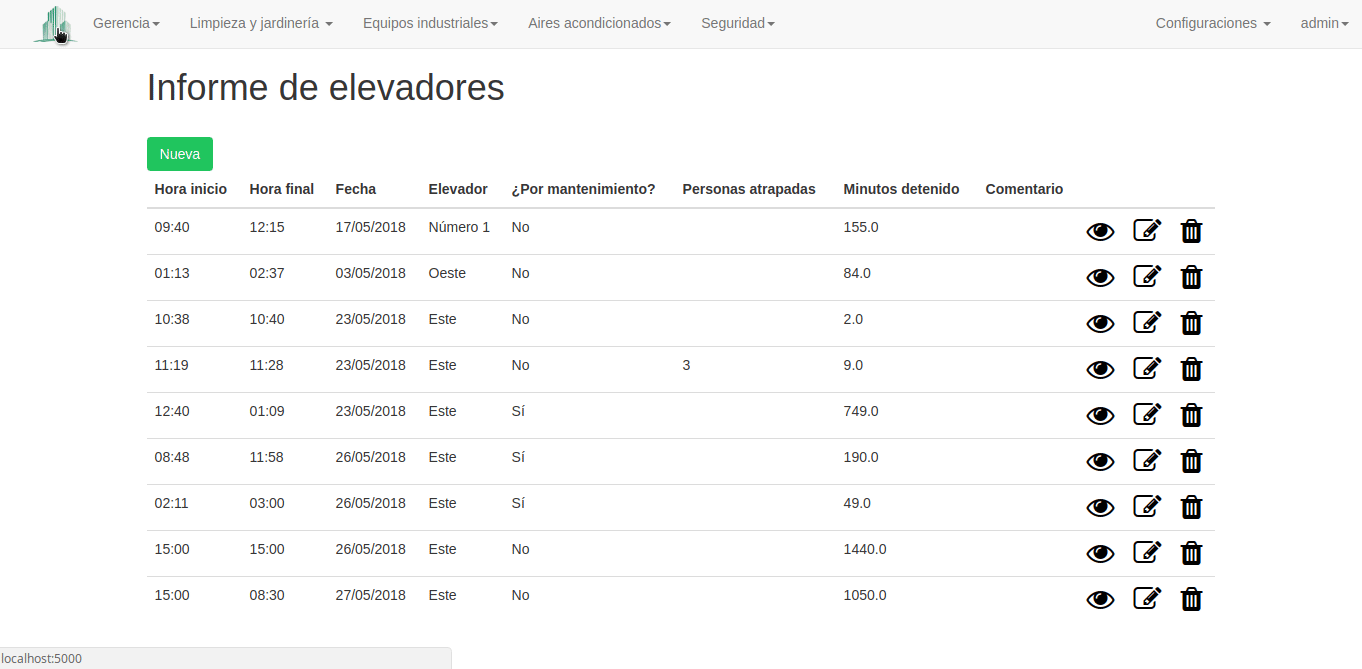 Gerencia Limpieza y jardinería Equipos industriales Aires acondicionados Seguridad Configuraciones admin
Informe de elevadores
Nueva
Hora inicio Hora final Fecha Elevador ¿Por mantenimiento? Personas atrapadas Minutos detenido Comentario
09:40 12:15 17/05/2018 Número 1 No 155.0
01:13 02:37 03/05/2018 Oeste No 84.0
10:38 10:40 23/05/2018 Este No 2.0
11:19 11:28 23/05/2018 Este No 3 9.0
12:40 01:09 23/05/2018 Este Sí 749.0
08:48 11:58 26/05/2018 Este Sí 190.0
02:11 03:00 26/05/2018 Este Sí 49.0
15:00 15:00 26/05/2018 Este No 1440.0
15:00 08:30 27/05/2018 Este No 1050.0
localhost:5000